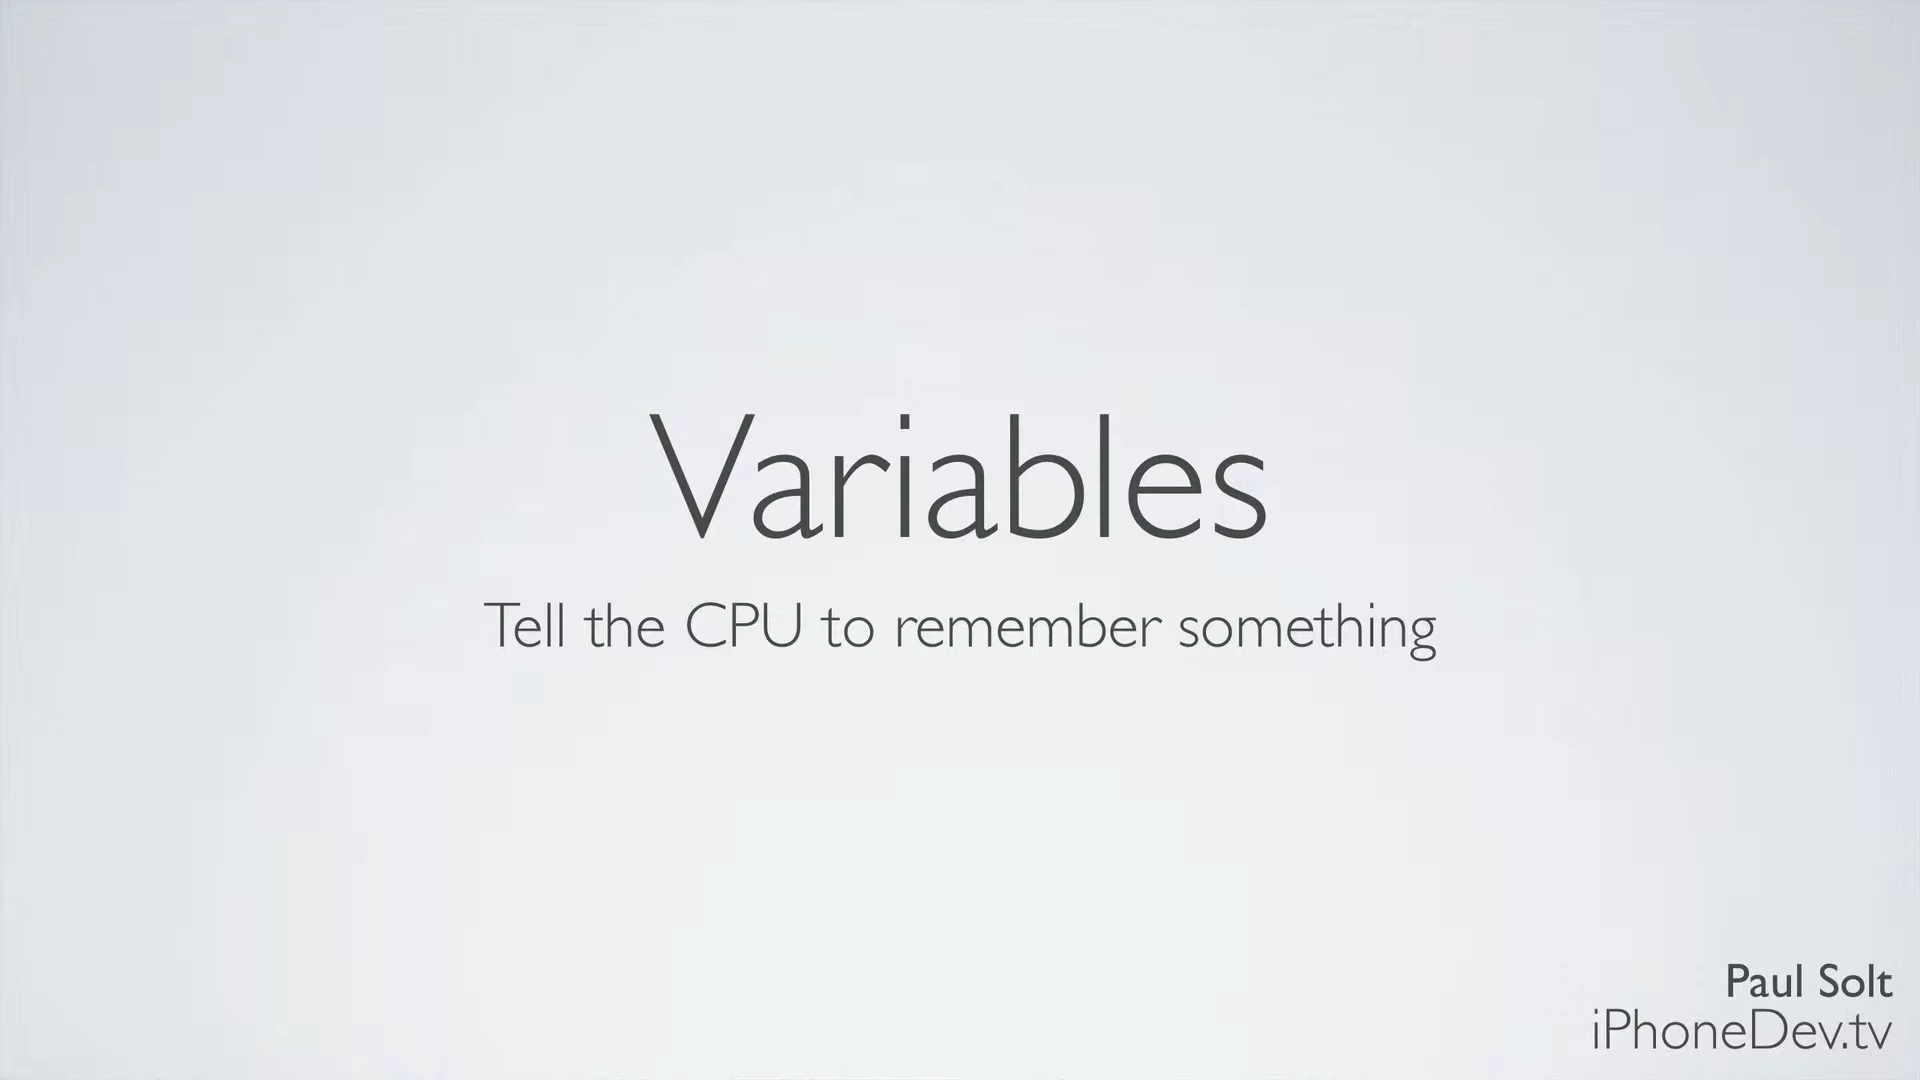 Variables
Tell the CPU to remember something
Paul Solt
iPhoneDev.tv